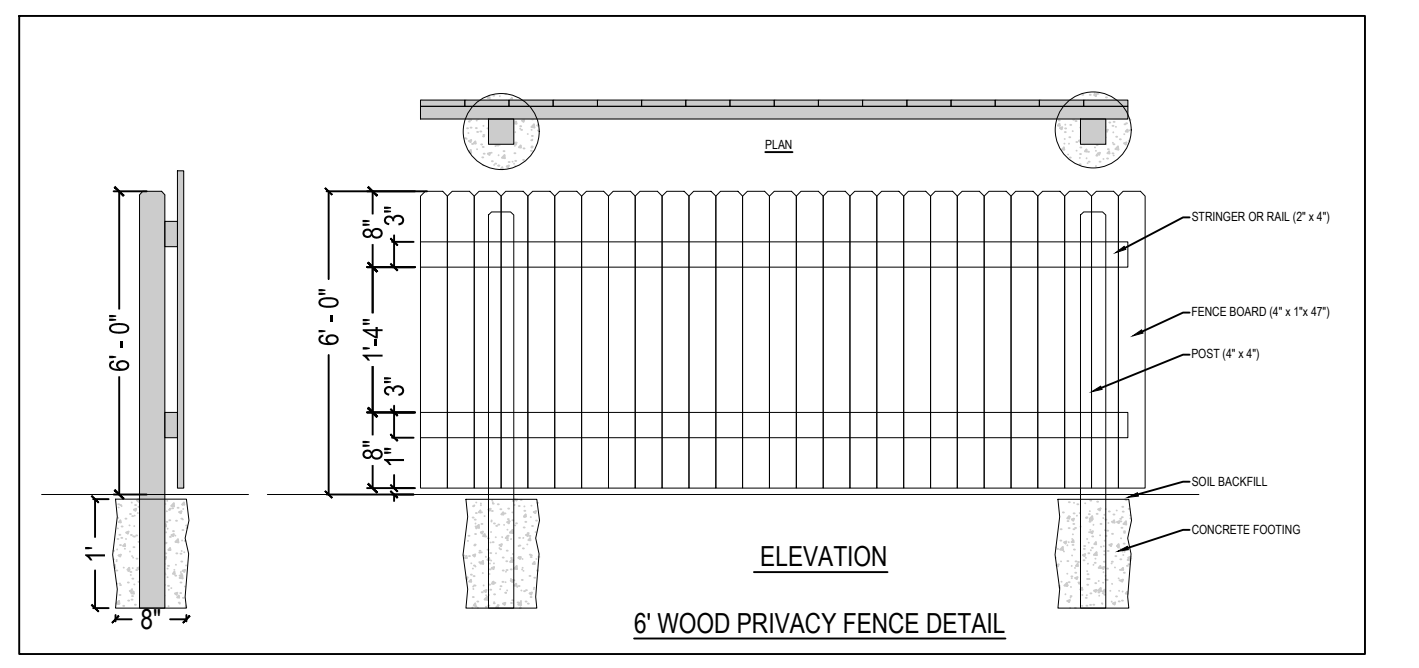 PLAN
6' - 0"
6' - 0"
8"
3"
1'-4"
3"
8"
1"
STRINGER OR RAIL (2" x 4")
FENCE BOARD (4" x 1"x 47")
POST (4" x 4")
SOIL BACKFILL
CONCRETE FOOTING
1'
8"
ELEVATION
6' WOOD PRIVACY FENCE DETAIL